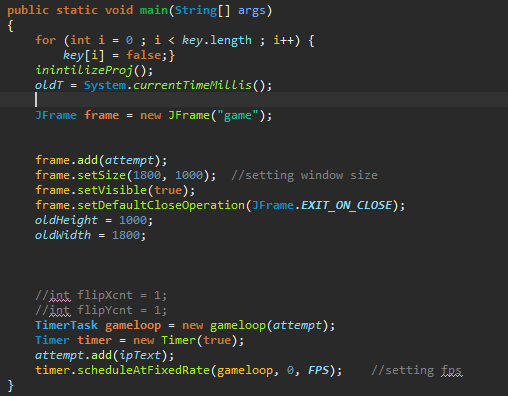 public static void main(String[] args)
{
for (int i = 0 ; i < key.length ; i++) {
key[i] = false;}
inintilizeProj();
oldT = System.currentTimeMillis();
JFrame frame = new JFrame("game");
frame.add(attempt);
frame.setSize(1800, 1000);  //setting window size
frame.setVisible(true);
frame.setDefaultCloseOperation(JFrame.EXIT_ON_CLOSE);
oldHeight = 1000;
oldWidth = 1800;
//int flipXcnt = 1;
//int flipYcnt = 1;
TimerTask gameloop = new gameloop(attempt);
Timer timer = new Timer(true);
attempt.add(ipText);
timer.scheduleAtFixedRate(gameloop, 0, FPS);    //setting fps
}